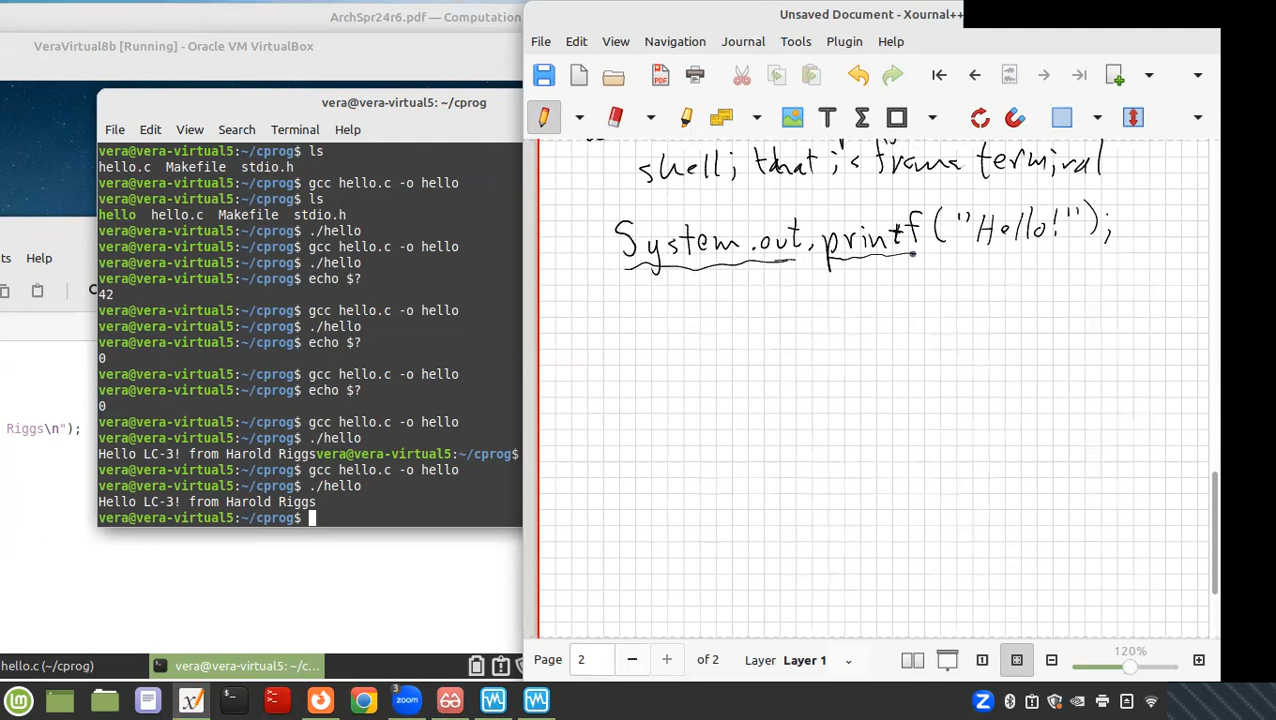 ArchSpr24r6.pdf — Computation
VeraVirtual8b [Running] - Oracle VM VirtualBox
ts Help
Riggs\n");
vera@vera-virtual5: ~/cprog
File Edit View Search Terminal Help
vera@vera-virtual5:~/cprog$ ls
hello.c Makefile stdio.h
vera@vera-virtual5:~/cprog$ gcc hello.c -o hello
vera@vera-virtual5:~/cprog$ ls
hello hello.c Makefile stdio.h
vera@vera-virtual5:~/cprog$ ./hello
vera@vera-virtual5:~/cprog$ gcc hello.c -o hello
vera@vera-virtual5:~/cprog$ ./hello
vera@vera-virtual5:~/cprog$ echo $?
42
vera@vera-virtual5:~/cprog$ gcc hello.c -o hello
vera@vera-virtual5:~/cprog$ ./hello
vera@vera-virtual5:~/cprog$ echo $?
0
vera@vera-virtual5:~/cprog$ gcc hello.c -o hello
vera@vera-virtual5:~/cprog$ echo $?
0
vera@vera-virtual5:~/cprog$ gcc hello.c -o hello
vera@vera-virtual5:~/cprog$ ./hello
Hello LC-3! from Harold Riggsvera@vera-virtual5:~/cprog$
vera@vera-virtual5:~/cprog$ gcc hello.c -o hello
vera@vera-virtual5:~/cprog$ ./hello
Hello LC-3! from Harold Riggs
vera@vera-virtual5:~/cprog$
Unsaved Document - Xournal++
File Edit View Navigation Journal Tools Plugin Help
PDF T Σ
shell; that is trans terminal
System.out.printf("Hello!");
Page 2 of 2 Layer Layer 1 120%
hello.c (~/cprog) vera@vera-virtual5: ~/c...
3 zoom